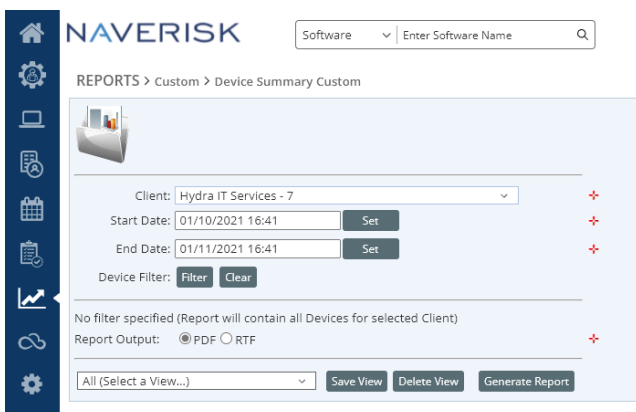 NAVERISK
Software Enter Software Name
REPORTS > Custom > Device Summary Custom
Client: Hydra IT Services - 7
Start Date: 01/10/2021 16:41 Set
End Date: 01/11/2021 16:41 Set
Device Filter: Filter Clear
No filter specified (Report will contain all Devices for selected Client)
Report Output: PDF RTF
All (Select a View...) Save View Delete View Generate Report